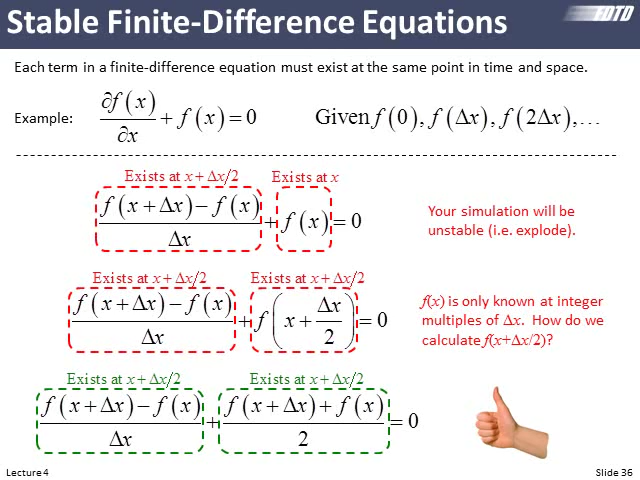 Stable Finite-Difference Equations
FDTD
Each term in a finite-difference equation must exist at the same point in time and space.
Example: ∂f(x)/∂x + f(x) = 0 Given f(0), f(Δx), f(2Δx),…
Exists at x + Δx/2 Exists at x
(f(x+Δx) − f(x))/Δx + f(x) = 0
Your simulation will be
unstable (i.e. explode).
Exists at x + Δx/2 Exists at x + Δx/2
(f(x+Δx) − f(x))/Δx + f(x + Δx/2) = 0
f(x) is only known at integer
multiples of Δx. How do we
calculate f(x+Δx/2)?
Exists at x + Δx/2 Exists at x + Δx/2
(f(x+Δx) − f(x))/Δx + (f(x+Δx) + f(x))/2 = 0
Lecture 4 Slide 36